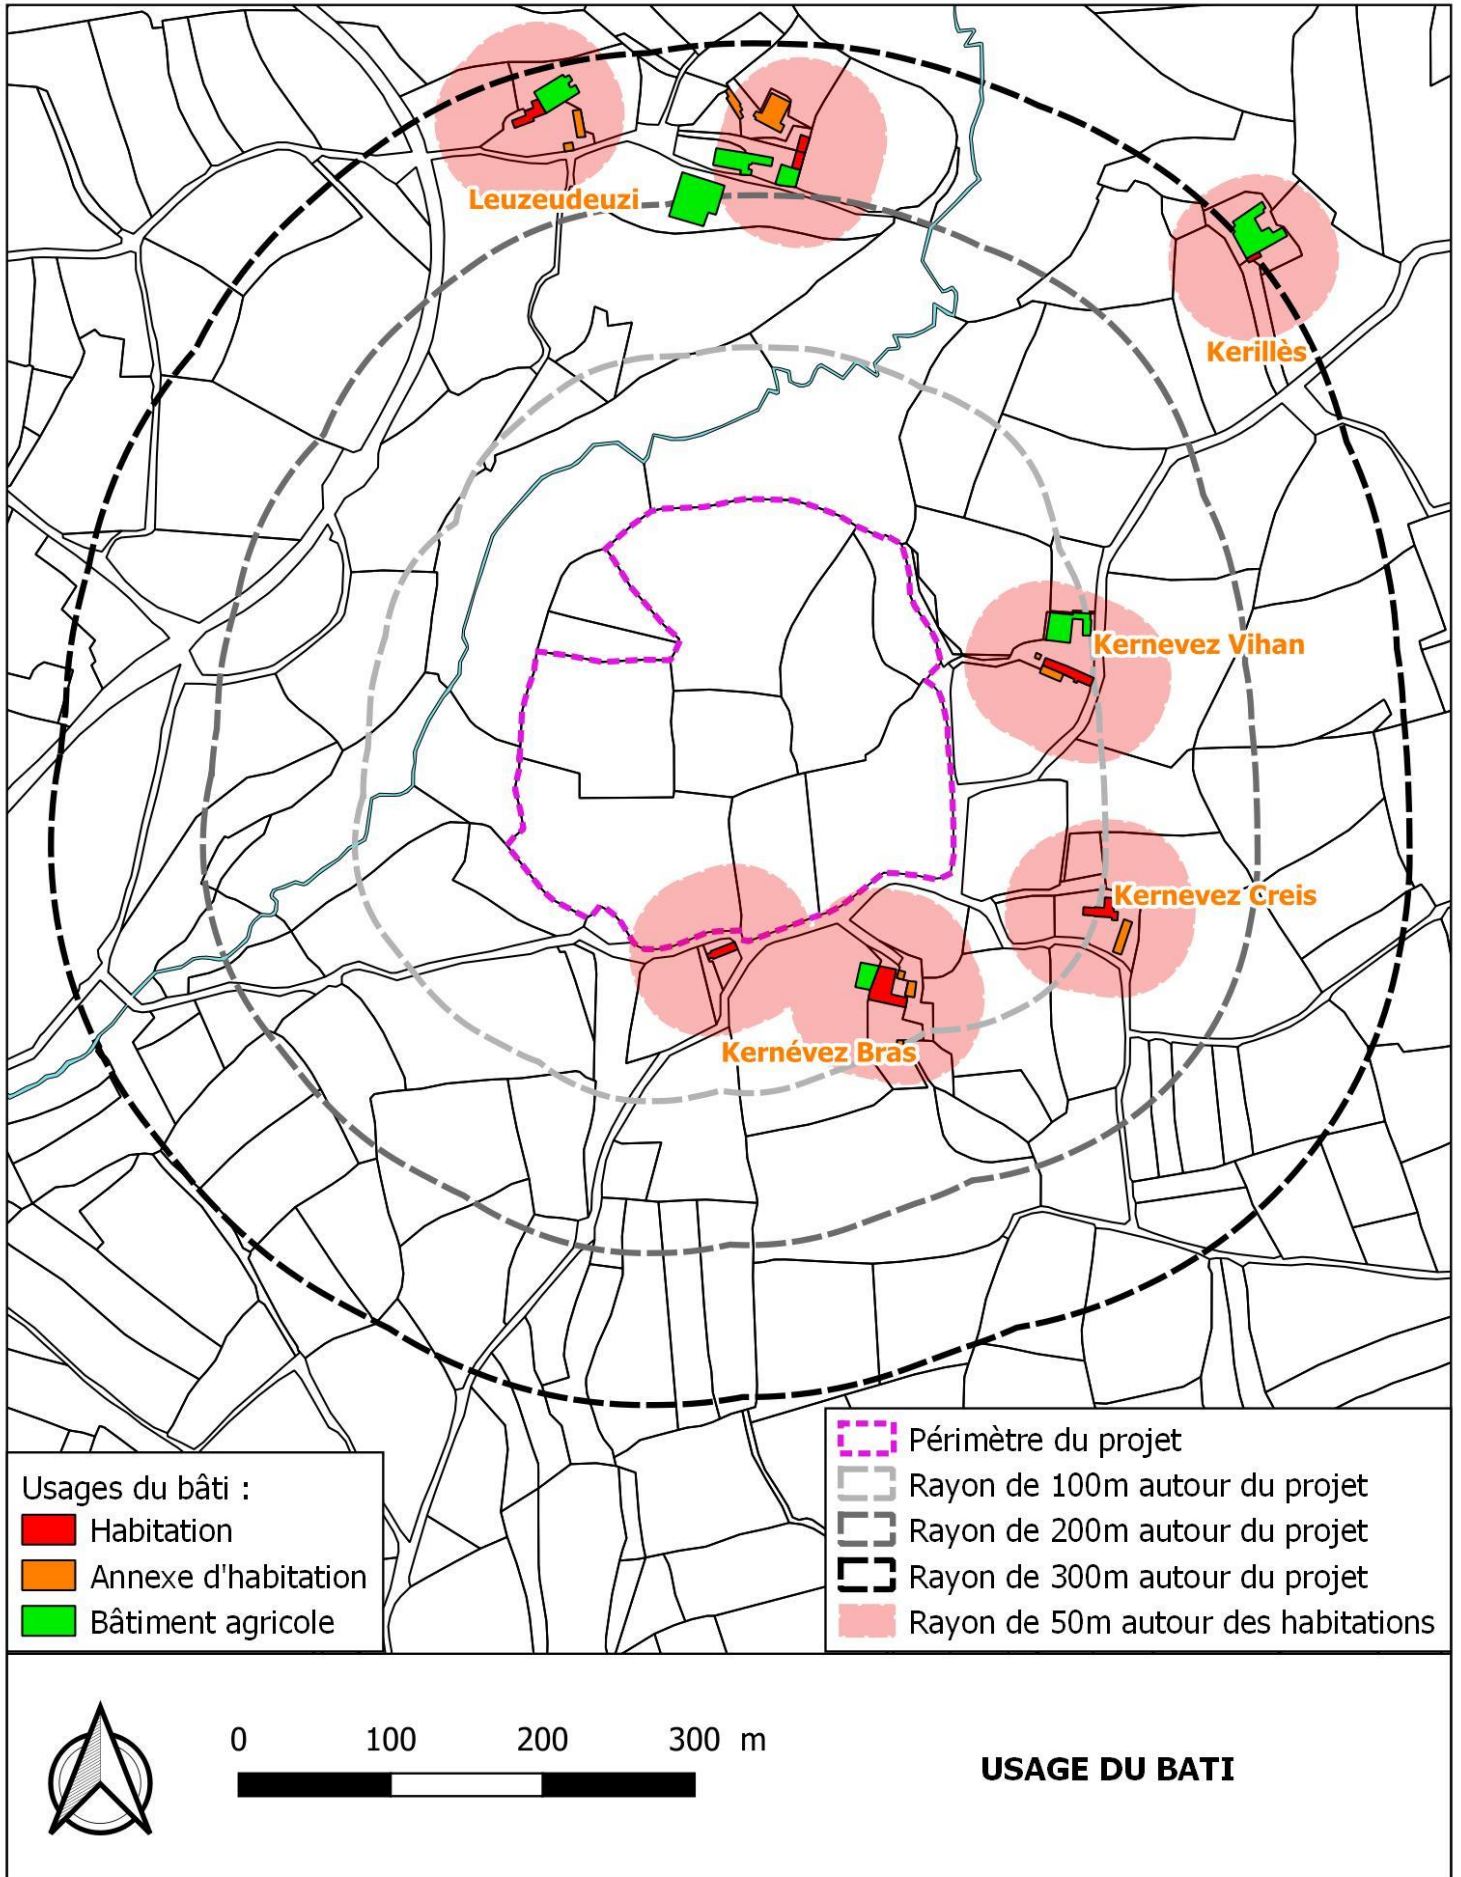 Leuzeudeuzi
Kerillès
Kernevez Vihan
Kernevez Creis
Kernévez Bras
Usages du bâti :
Habitation
Annexe d'habitation
Bâtiment agricole
Périmètre du projet
Rayon de 100m autour du projet
Rayon de 200m autour du projet
Rayon de 300m autour du projet
Rayon de 50m autour des habitations
0 100 200 300 m
USAGE DU BATI